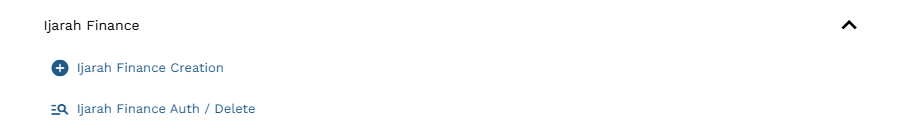 Ijarah Finance
Ijarah Finance Creation
Ijarah Finance Auth / Delete